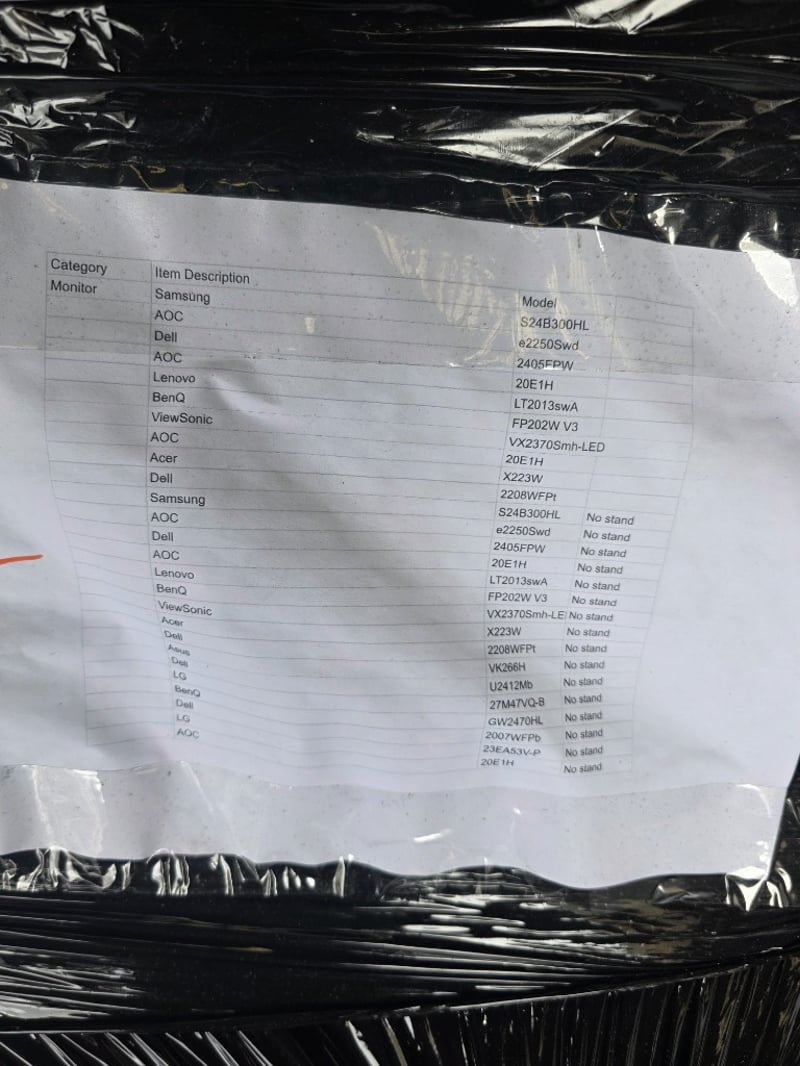 Category Item Description Model
Monitor Samsung S24B300HL
AOC e2250Swd
Dell 2405FPW
AOC 20E1H
Lenovo LT2013swA
BenQ FP202W V3
ViewSonic VX2370Smh-LED
AOC 20E1H
Acer X223W
Dell 2208WFPt
Samsung S24B300HL No stand
AOC e2250Swd No stand
Dell 2405FPW No stand
AOC 20E1H No stand
Lenovo LT2013swA No stand
BenQ FP202W V3 No stand
ViewSonic VX2370Smh-LE No stand
Acer X223W No stand
Dell 2208WFPt No stand
Asus VK266H No stand
Dell U2412Mb No stand
LG 27M47VQ-B No stand
BenQ GW2470HL No stand
Dell 2007WFPb No stand
LG 23EA53V-P No stand
AOC 20E1H No stand